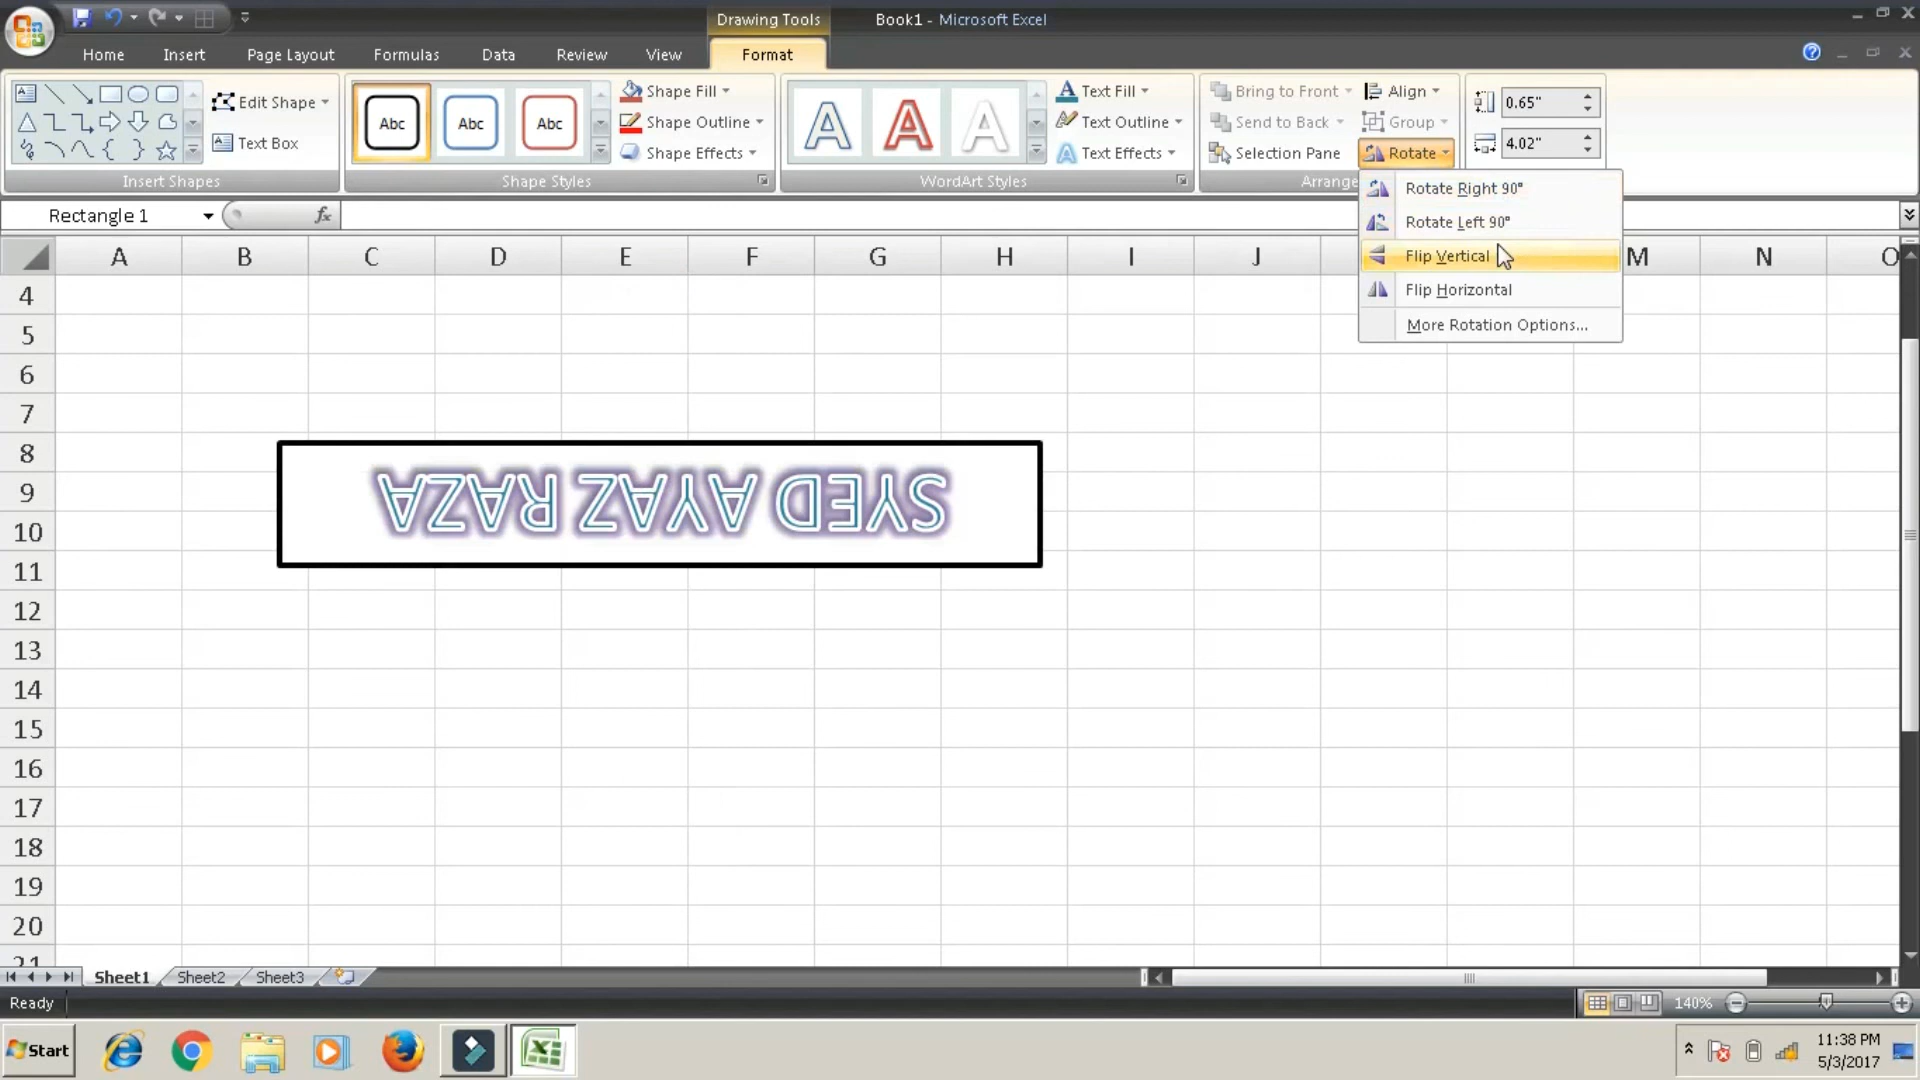 Drawing Tools
Book1 - Microsoft Excel
Home Insert Page Layout Formulas Data Review View Format
Edit Shape
Text Box
Insert Shapes
Abc Abc Abc
Shape Fill
Shape Outline
Shape Effects
Shape Styles
A A A
Text Fill
Text Outline
Text Effects
WordArt Styles
Bring to Front
Send to Back
Selection Pane
Align
Group
Rotate
Arrange
0.65"
4.02"
Rotate Right 90°
Rotate Left 90°
Flip Vertical
Flip Horizontal
More Rotation Options...
Rectangle 1
fx
A B C D E F G H I J M N O
4
5
6
7
8
9
10
11
12
13
14
15
16
17
18
19
20
21
SYED AYAZ RAZA
Sheet1 Sheet2 Sheet3
Ready
140%
Start
11:38 PM
5/3/2017